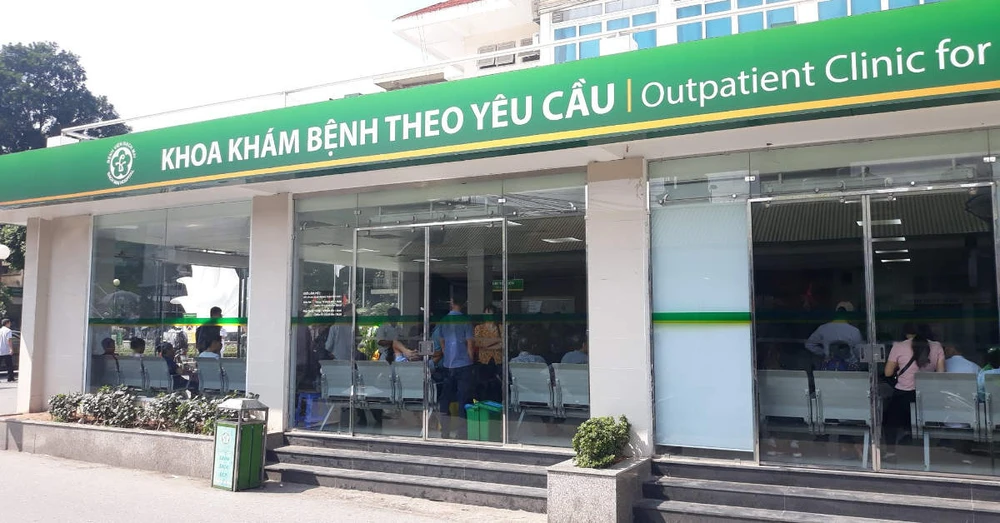 KHOA KHÁM BỆNH THEO YÊU CẦU | Outpatient Clinic for